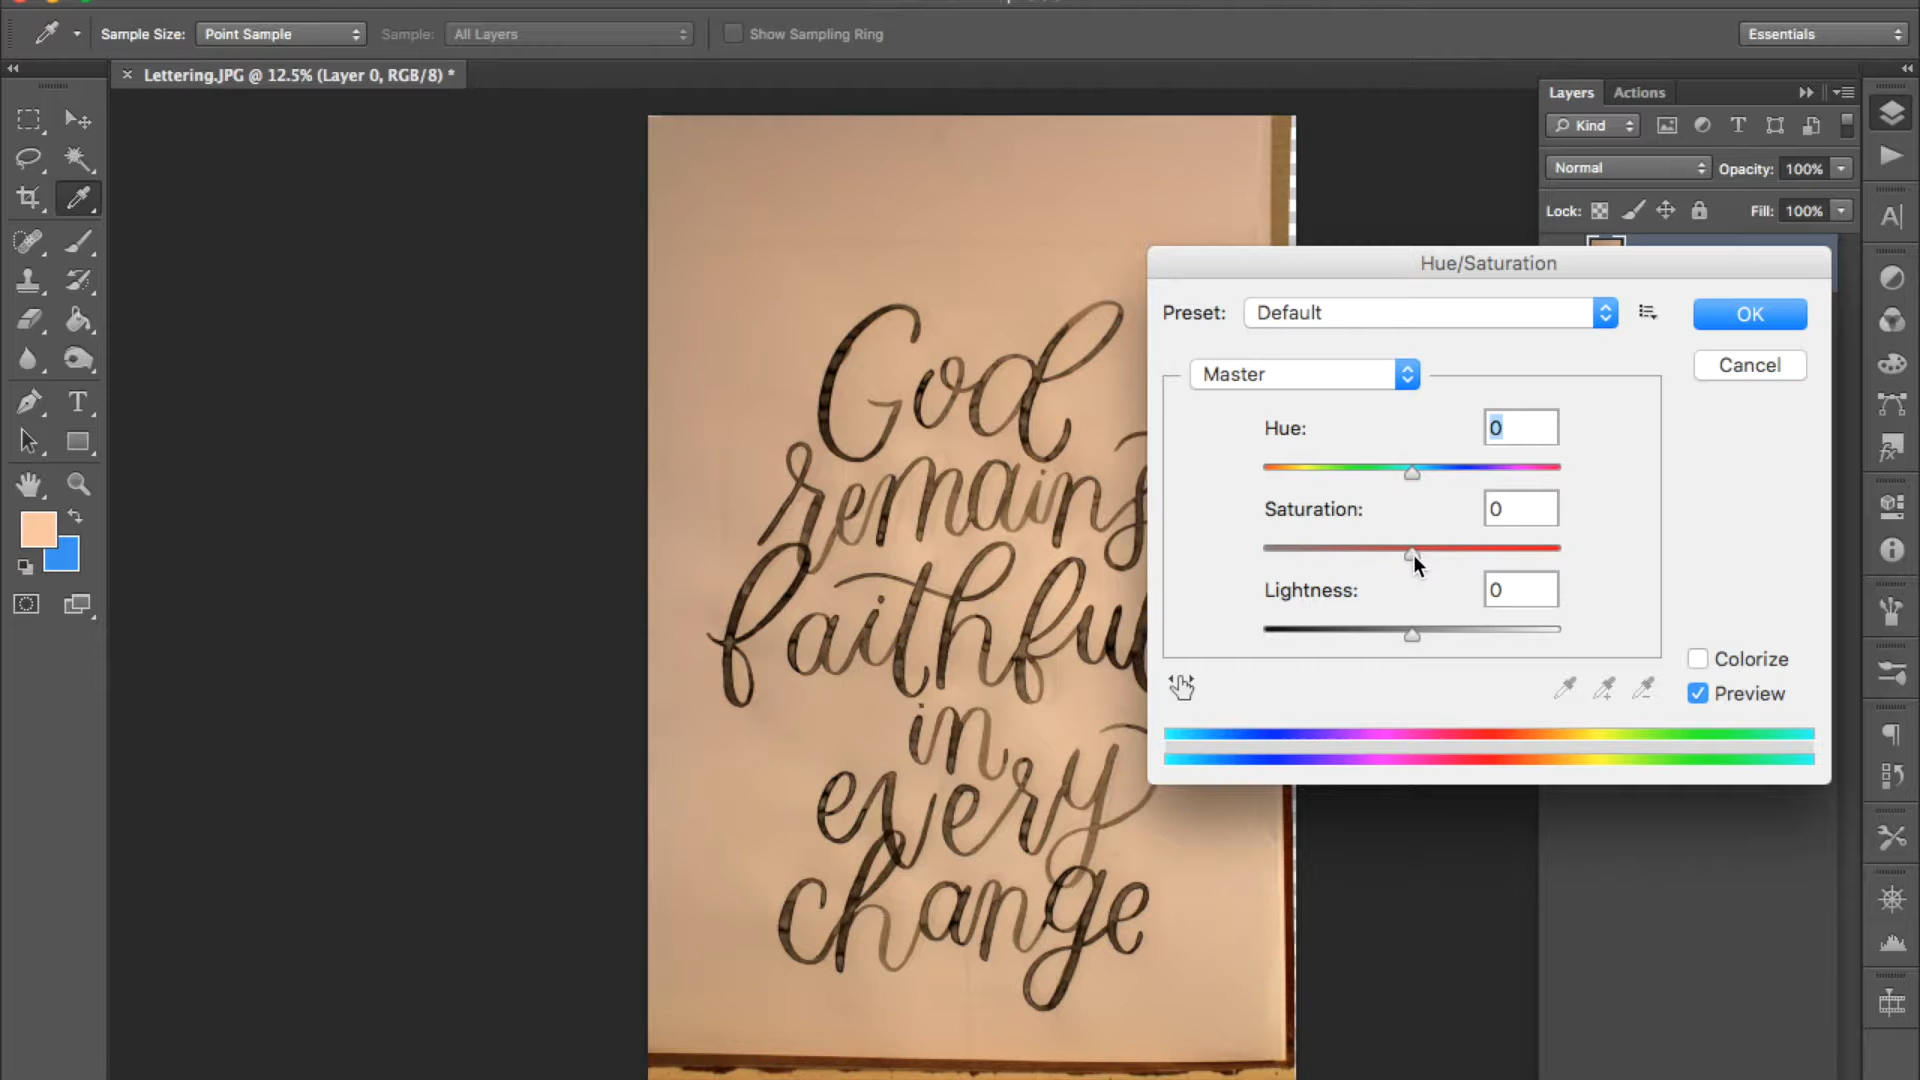 Sample Size: Point Sample Sample: All Layers Show Sampling Ring Essentials
Lettering.JPG @ 12.5% (Layer 0, RGB/8) *
Layers Actions
Kind
Normal Opacity: 100%
Lock: Fill: 100%
Hue/Saturation
Preset: Default OK
Master Cancel
Hue: 0
Saturation: 0
Lightness: 0
Colorize
Preview
God
remains
faithful
in
every
change